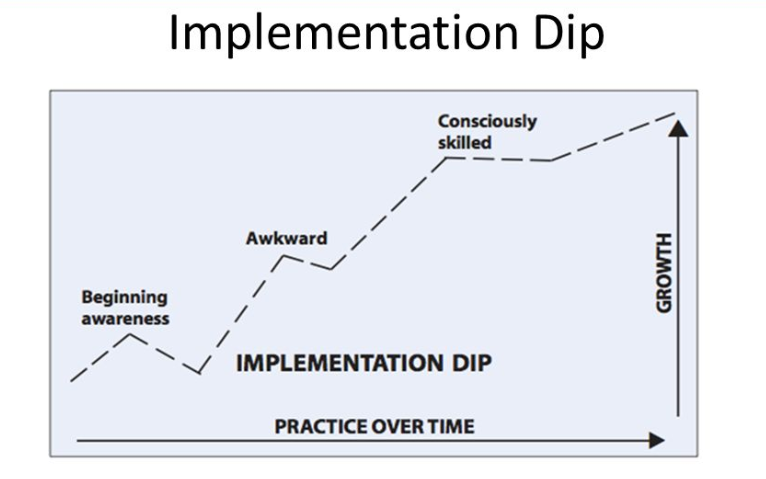 Implementation Dip
Consciously
skilled
Awkward
Beginning
awareness
GROWTH
IMPLEMENTATION DIP
PRACTICE OVER TIME